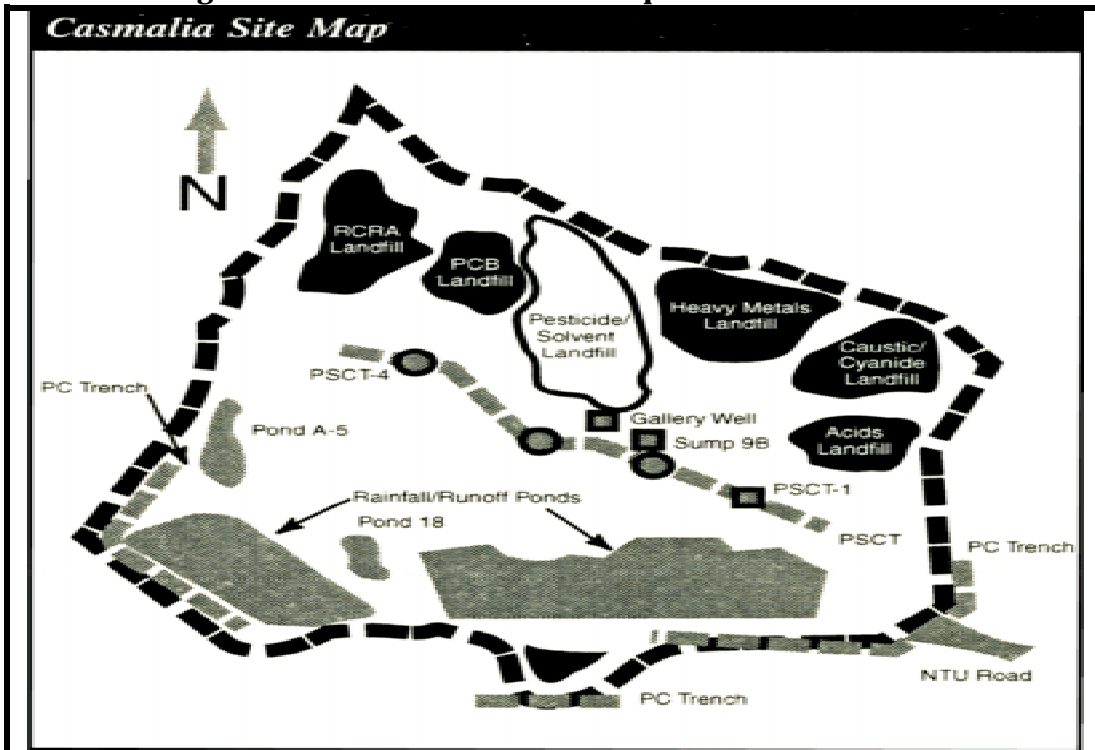 Casmalia Site Map
N
RCRA
Landfill
PCB
Landfill
Pesticide/
Solvent
Landfill
Heavy Metals
Landfill
Caustic/
Cyanide
Landfill
PSCT-4
PC Trench
Pond A-5
Gallery Well
Sump 9B
Acids
Landfill
PSCT-1
Rainfall/Runoff Ponds
Pond 18
PSCT
PC Trench
NTU Road
PC Trench